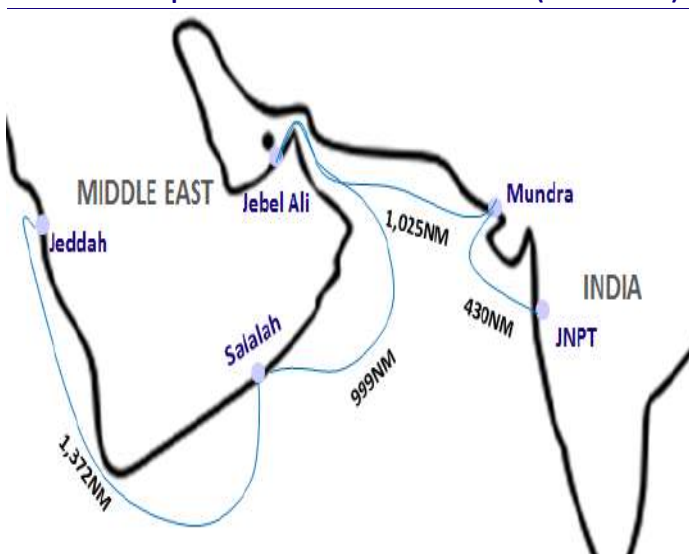 MIDDLE EAST
Jebel Ali
Mundra
Jeddah
1,025NM
INDIA
430NM
JNPT
Salalah
999NM
1,372NM